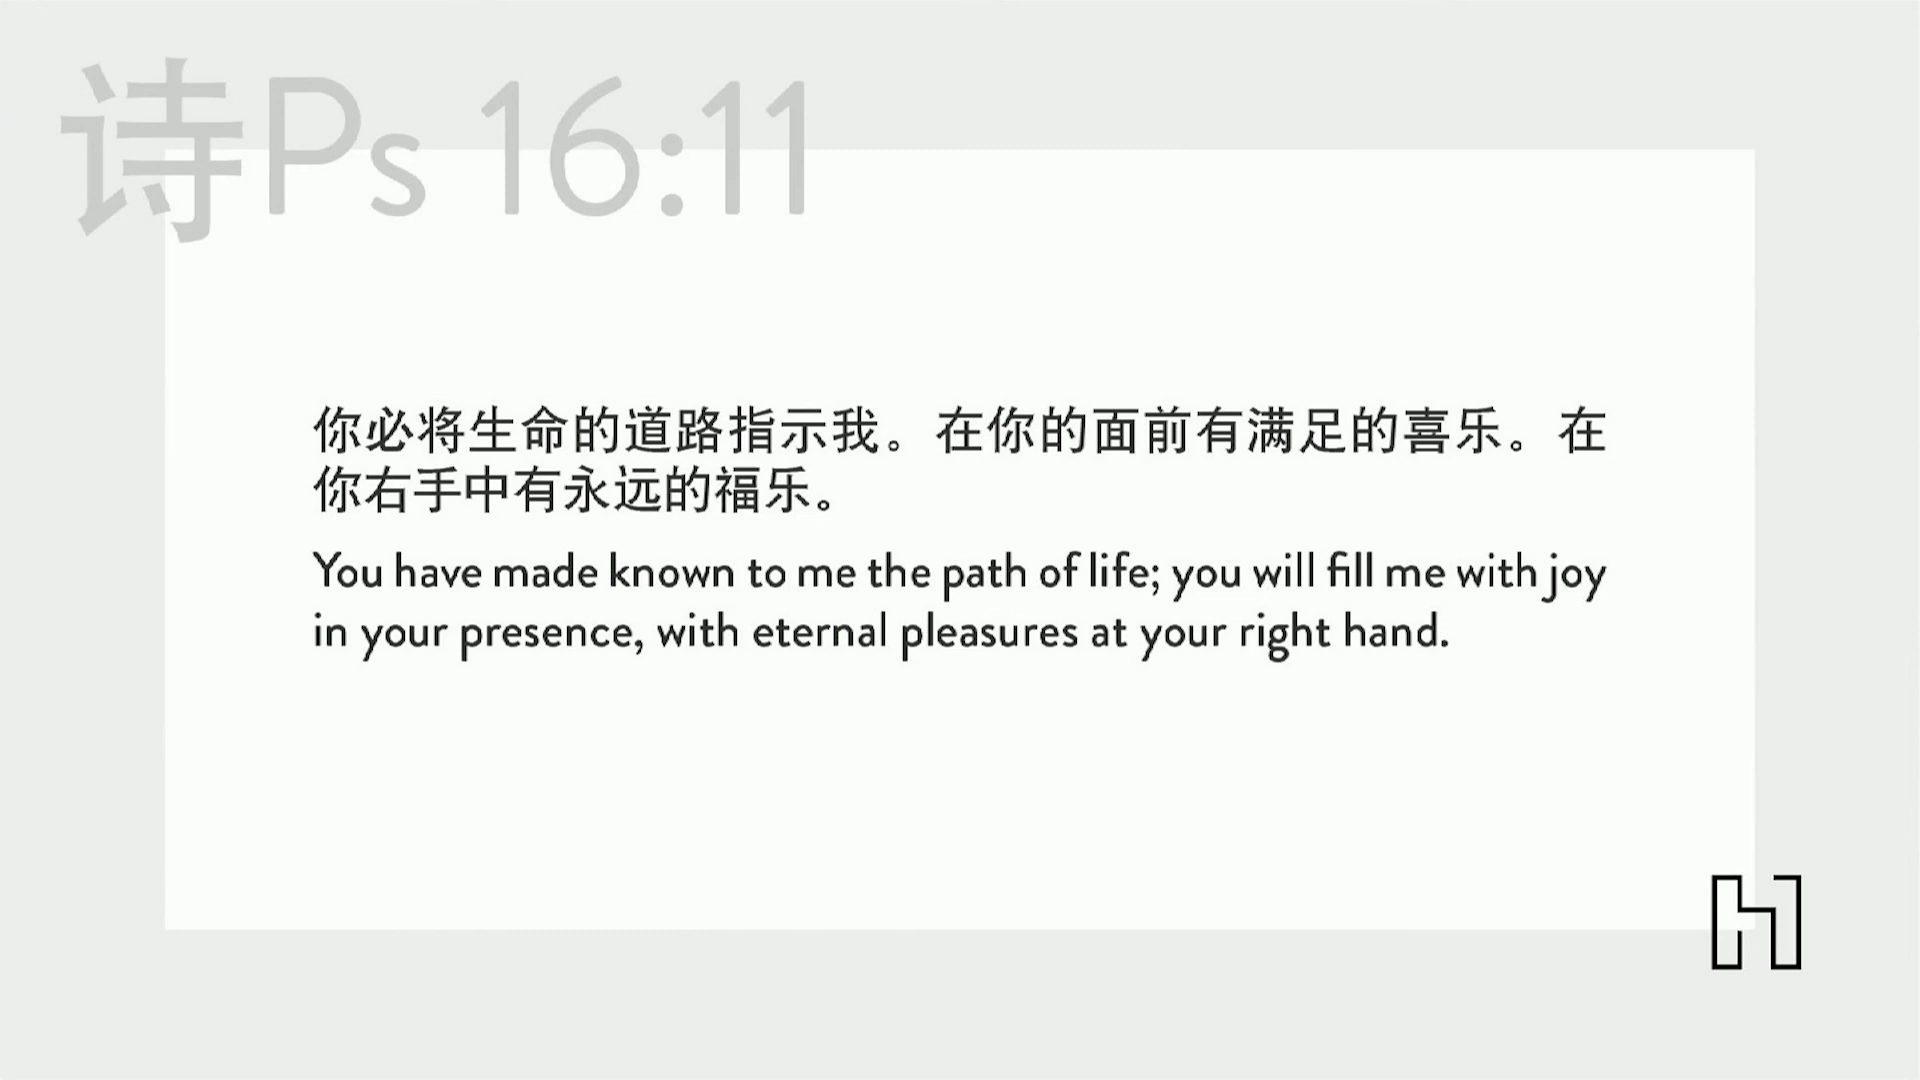 诗Ps 16:11
你必将生命的道路指示我。在你的面前有满足的喜乐。在
你右手中有永远的福乐。
You have made known to me the path of life; you will fill me with joy
in your presence, with eternal pleasures at your right hand.